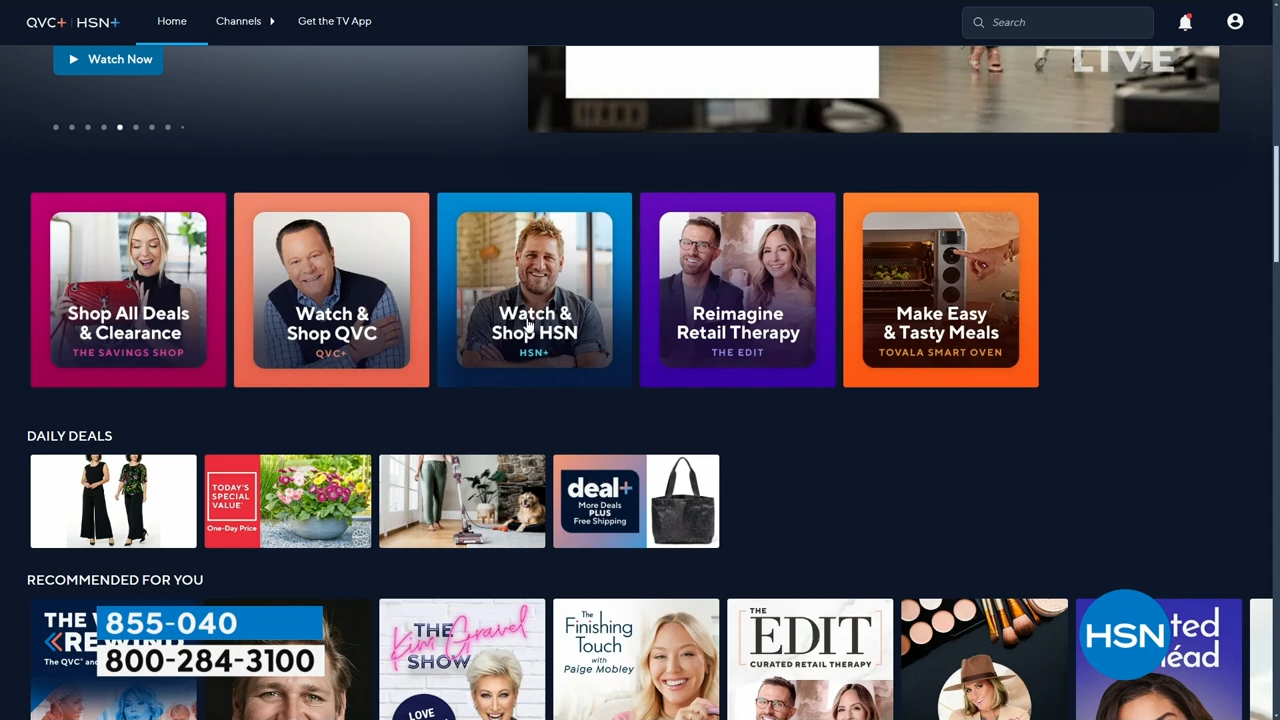 QVC+ | HSN+
Home
Channels
Get the TV App
Search
Watch Now
LIVE
Shop All Deals
& Clearance
THE SAVINGS SHOP
Watch &
Shop QVC
QVC+
Watch &
Shop HSN
HSN+
Reimagine
Retail Therapy
THE EDIT
Make Easy
& Tasty Meals
TOVALA SMART OVEN
DAILY DEALS
TODAY'S
SPECIAL
VALUE®
One-Day Price
deal+
More Deals
PLUS
Free Shipping
RECOMMENDED FOR YOU
THE
The QVC®
855-040
800-284-3100
THE
Kim Gravel
SHOW
LOVE
The
Finishing
Touch
with
Paige Mobley
THE
EDIT
CURATED RETAIL THERAPY
HSN